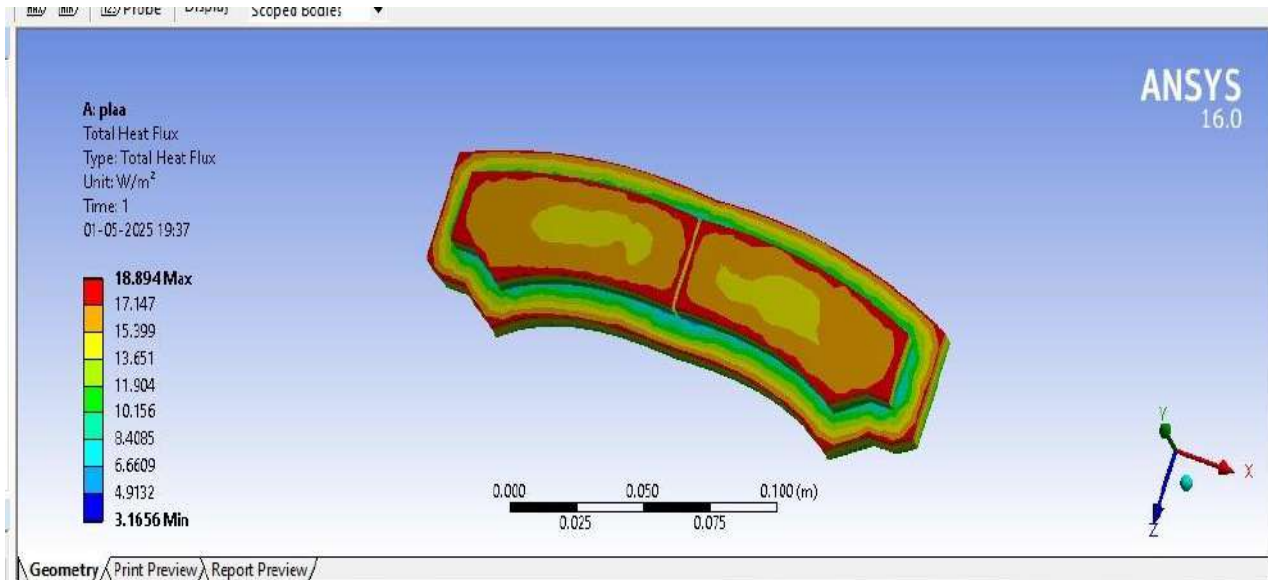 Probe Display Scoped Bodies
ANSYS
16.0
A: plaa
Total Heat Flux
Type: Total Heat Flux
Unit: W/m²
Time: 1
01-05-2025 19:37
18.894 Max
17.147
15.399
13.651
11.904
10.156
8.4085
6.6609
4.9132
3.1656 Min
0.000 0.050 0.100 (m)
0.025 0.075
Y
X
Z
Geometry Print Preview Report Preview